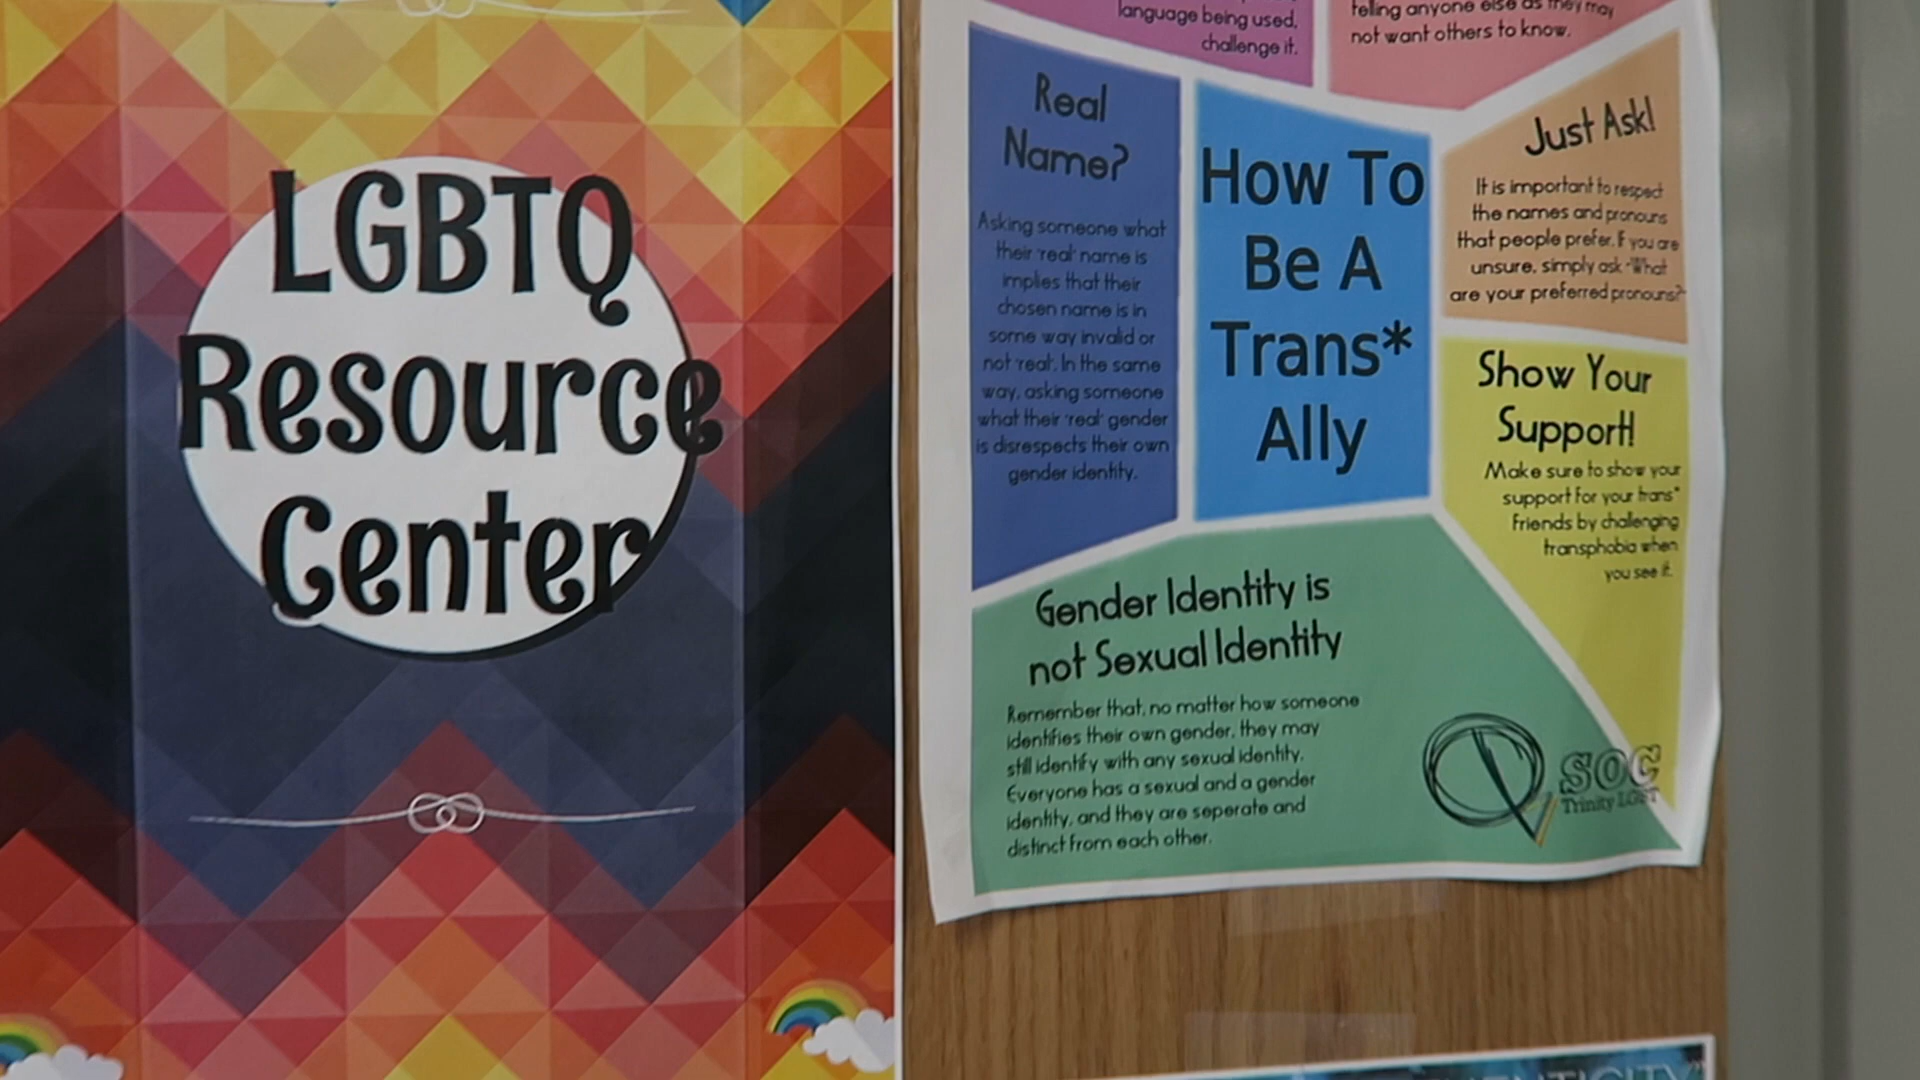 LGBTQ
Resource
Center
language being used,
challenge it.
telling anyone else as they may
not want others to know.
Real
Name?
Asking someone what
their 'real' name is
implies that their
chosen name is in
some way invalid or
not 'real'. In the same
way, asking someone
what their 'real' gender
is disrespects their own
gender identity.
How To
Be A
Trans*
Ally
Just Ask!
It is important to respect
the names and pronouns
that people prefer. If you are
unsure, simply ask "What
are your preferred pronouns?"
Show Your
Support!
Make sure to show your
support for your trans*
friends by challenging
transphobia when
you see it.
Gender Identity is
not Sexual Identity
Remember that, no matter how someone
identifies their own gender, they may
still identify with any sexual identity.
Everyone has a sexual and a gender
identity, and they are seperate and
distinct from each other.
Q SOC
Trinity LGBT